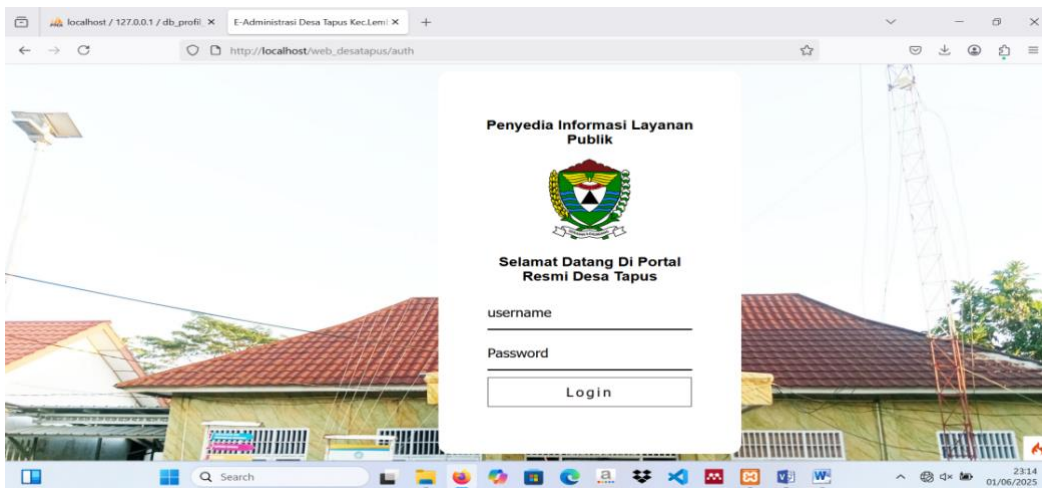 localhost / 127.0.0.1 / db_profil
E-Administrasi Desa Tapus Kec.Lem
http://localhost/web_desatapus/auth
Penyedia Informasi Layanan
Publik
Selamat Datang Di Portal
Resmi Desa Tapus
username
Password
Login
Search
23:14
01/06/2025